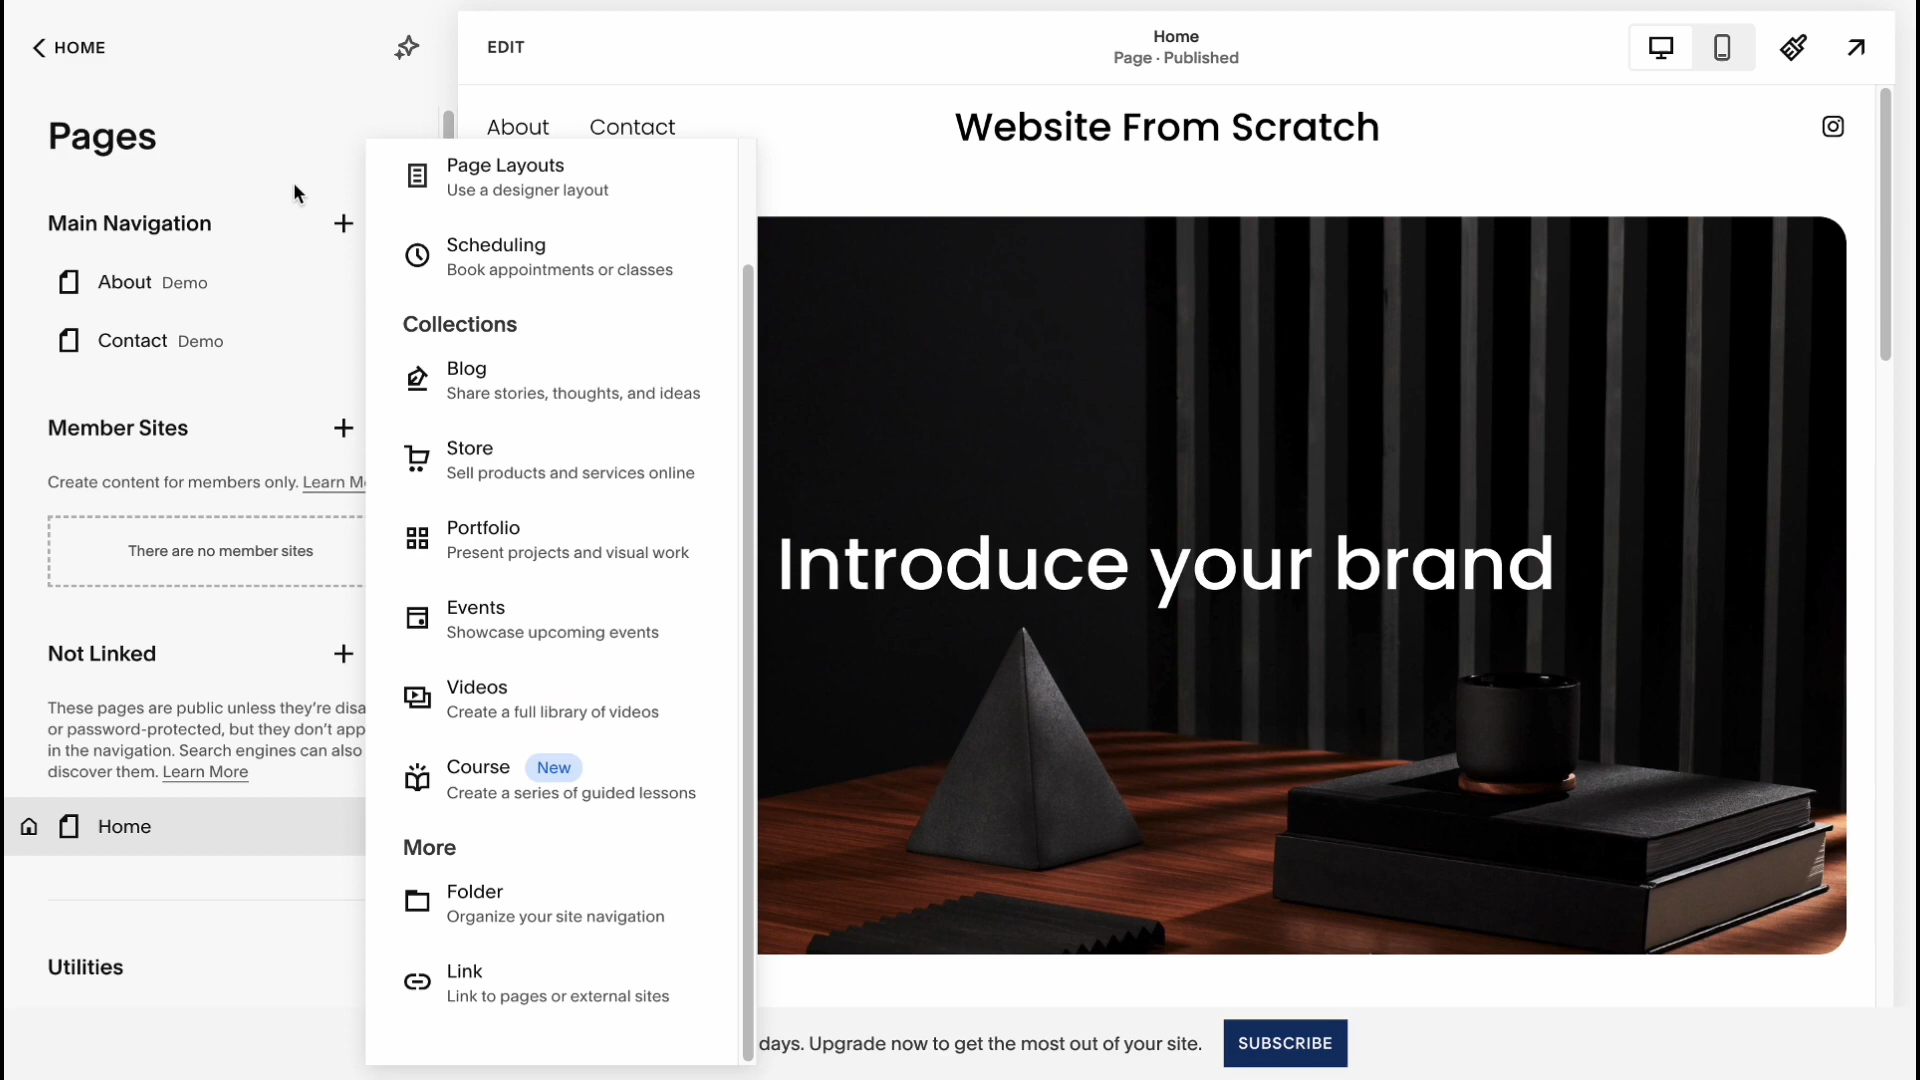 HOME
Pages
Main Navigation
About Demo
Contact Demo
Member Sites
Create content for members only. Learn
There are no member sites
Not Linked
These pages are public unless they're
or password-protected, but they don't
in the navigation. Search engines can also
discover them. Learn More
Home
Utilities
Page Layouts
Use a designer layout
Scheduling
Book appointments or classes
Collections
Blog
Share stories, thoughts, and ideas
Store
Sell products and services online
Portfolio
Present projects and visual work
Events
Showcase upcoming events
Videos
Create a full library of videos
Course New
Create a series of guided lessons
More
Folder
Organize your site navigation
Link
Link to pages or external sites
EDIT
Home
Page · Published
About Contact
Website From Scratch
Introduce your brand
days. Upgrade now to get the most out of your site.
SUBSCRIBE